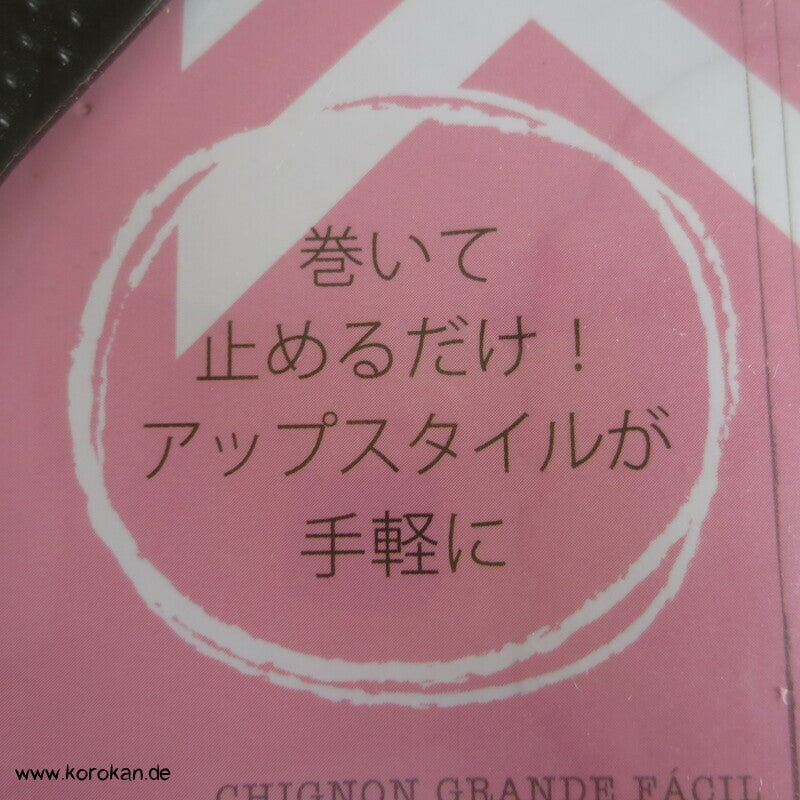 巻いて
止めるだけ！
アップスタイルが
手軽に
CHIGNON GRANDE FÁCIL
www.korokan.de